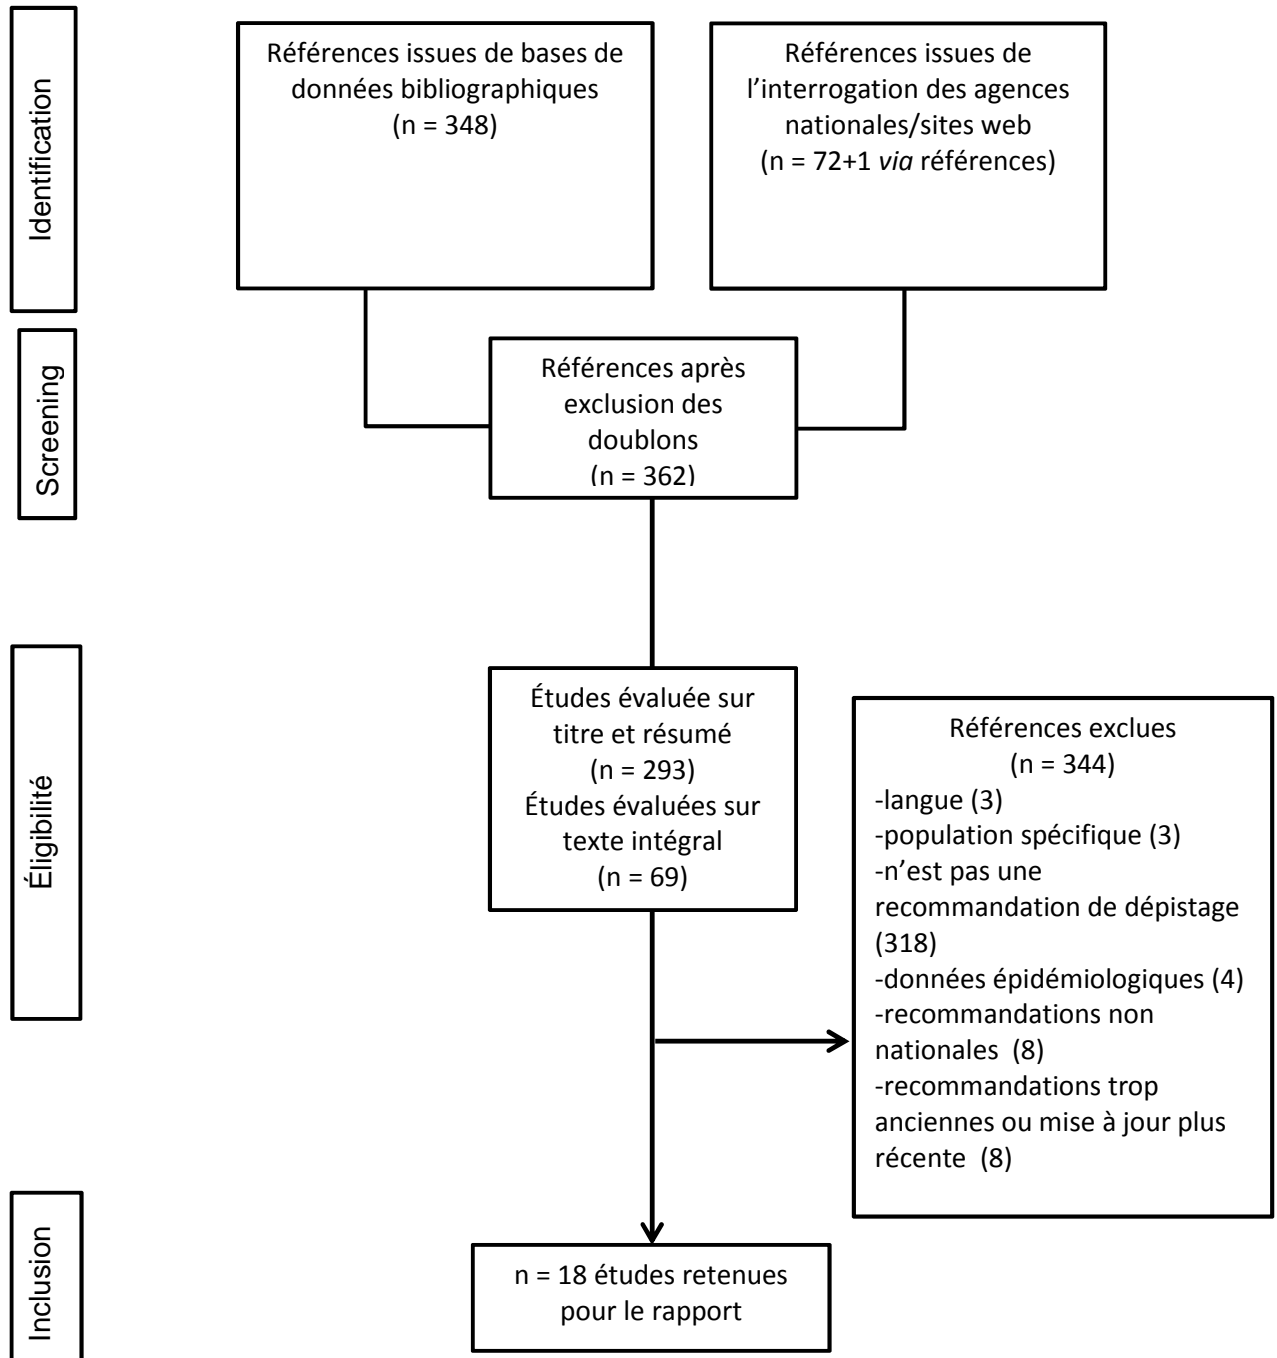 Identification
Références issues de bases de
données bibliographiques
(n = 348)
Références issues de
l’interrogation des agences
nationales/sites web
(n = 72+1 via références)
Screening
Références après
exclusion des
doublons
(n = 362)
Éligibilité
Études évaluée sur
titre et résumé
(n = 293)
Études évaluées sur
texte intégral
(n = 69)
Références exclues
(n = 344)
-langue (3)
-population spécifique (3)
-n’est pas une
recommandation de dépistage
(318)
-données épidémiologiques (4)
-recommandations non
nationales (8)
-recommandations trop
anciennes ou mise à jour plus
récente (8)
Inclusion
n = 18 études retenues
pour le rapport